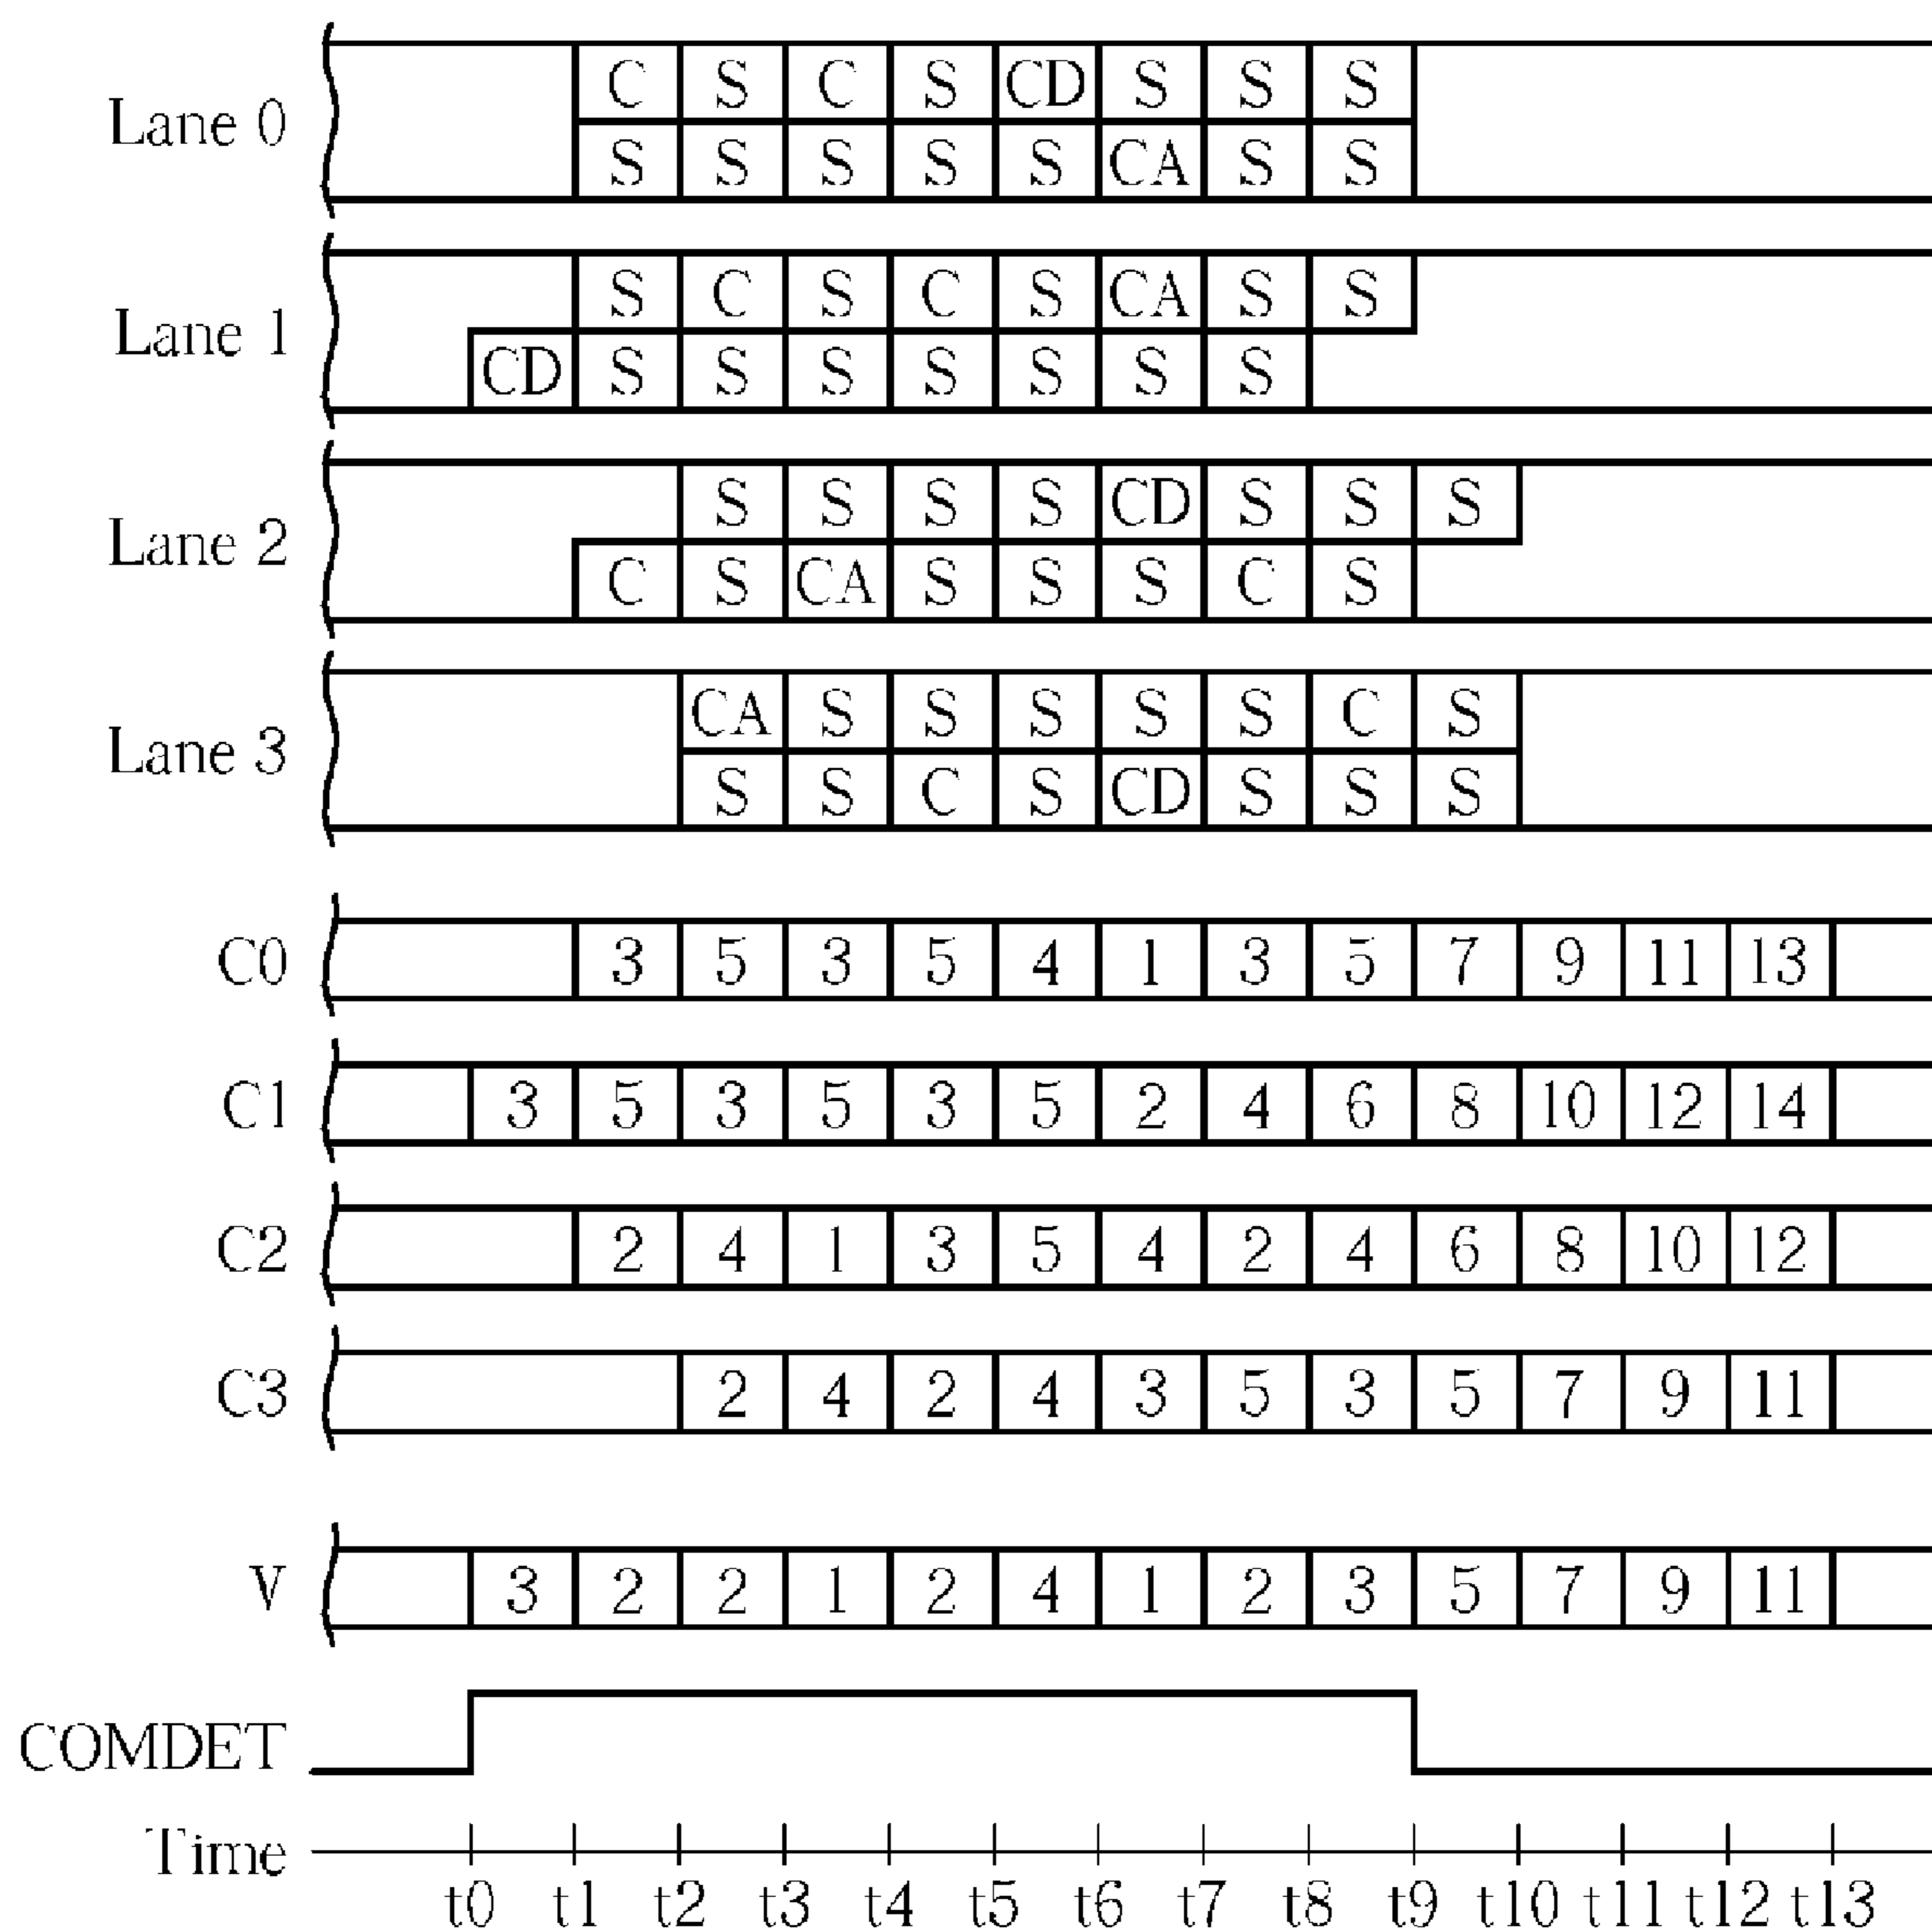 C S C S CD S S S
Lane 0
S S S S S CA S S
S C S C S CA S S
Lane 1
CD S S S S S S S
S S S S CD S S S
Lane 2
C S CA S S S C S
CA S S S S S C S
Lane 3
S S C S CD S S S
C0 3 5 3 5 4 1 3 5 7 9 11 13
C1 3 5 3 5 3 5 2 4 6 8 10 12 14
C2 2 4 1 3 5 4 2 4 6 8 10 12
C3 2 4 2 4 3 5 3 5 7 9 11
V 3 2 2 1 2 4 1 2 3 5 7 9 11
COMDET
Time
t0 t1 t2 t3 t4 t5 t6 t7 t8 t9 t10 t11 t12 t13